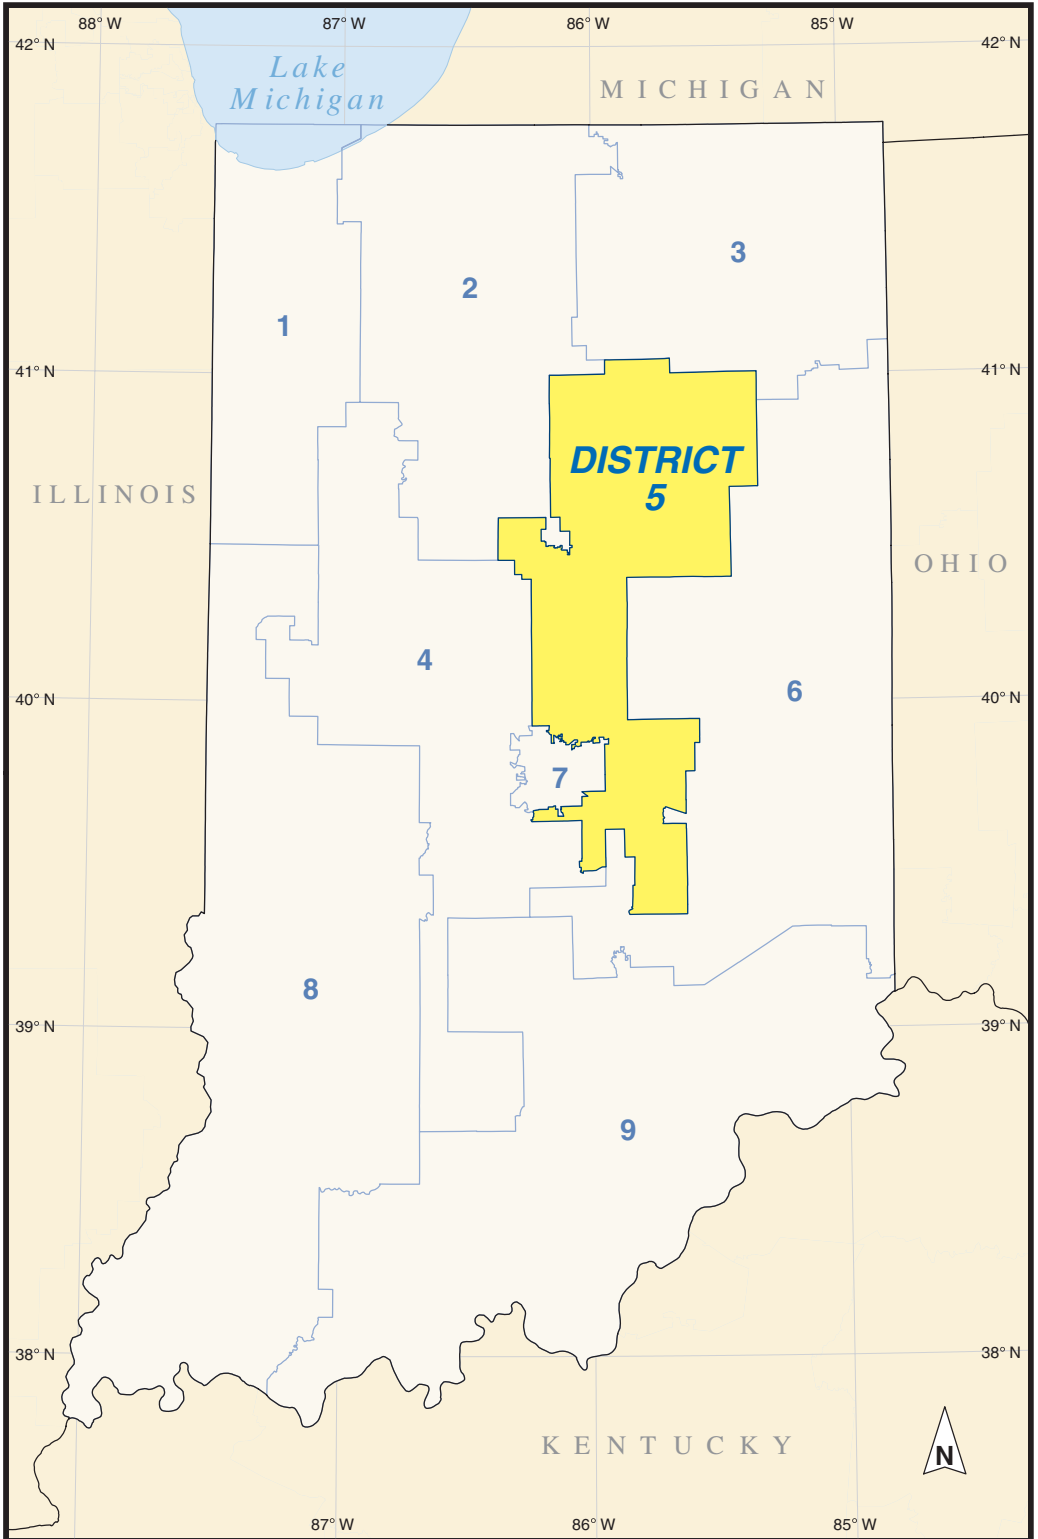 88° W 87° W 86° W 85° W
42° N 42° N
Lake
Michigan
MICHIGAN
3
2
1
41° N 41° N
DISTRICT
5
ILLINOIS
OHIO
4
6
40° N 40° N
7
8
39° N 39° N
9
38° N 38° N
KENTUCKY
N
87° W 86° W 85° W